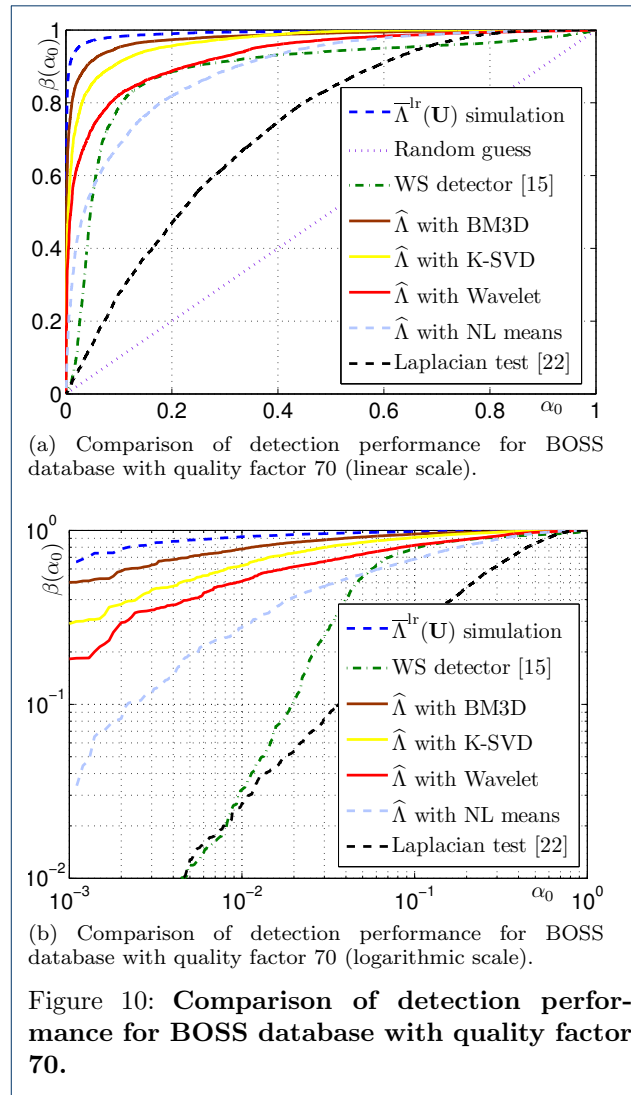 β(α₀)
1
0.8
0.6
0.4
0.2
0
0
0.2
0.4
0.6
0.8
α₀
1
Λ̅ˡʳ(U) simulation
Random guess
WS detector [15]
Λ̂ with BM3D
Λ̂ with K-SVD
Λ̂ with Wavelet
Λ̂ with NL means
Laplacian test [22]
(a) Comparison of detection performance for BOSS
database with quality factor 70 (linear scale).
β(α₀)
10⁰
10⁻¹
10⁻²
10⁻³
10⁻²
10⁻¹
α₀
10⁰
Λ̅ˡʳ(U) simulation
WS detector [15]
Λ̂ with BM3D
Λ̂ with K-SVD
Λ̂ with Wavelet
Λ̂ with NL means
Laplacian test [22]
(b) Comparison of detection performance for BOSS
database with quality factor 70 (logarithmic scale).
Figure 10: Comparison of detection perfor-
mance for BOSS database with quality factor
70.